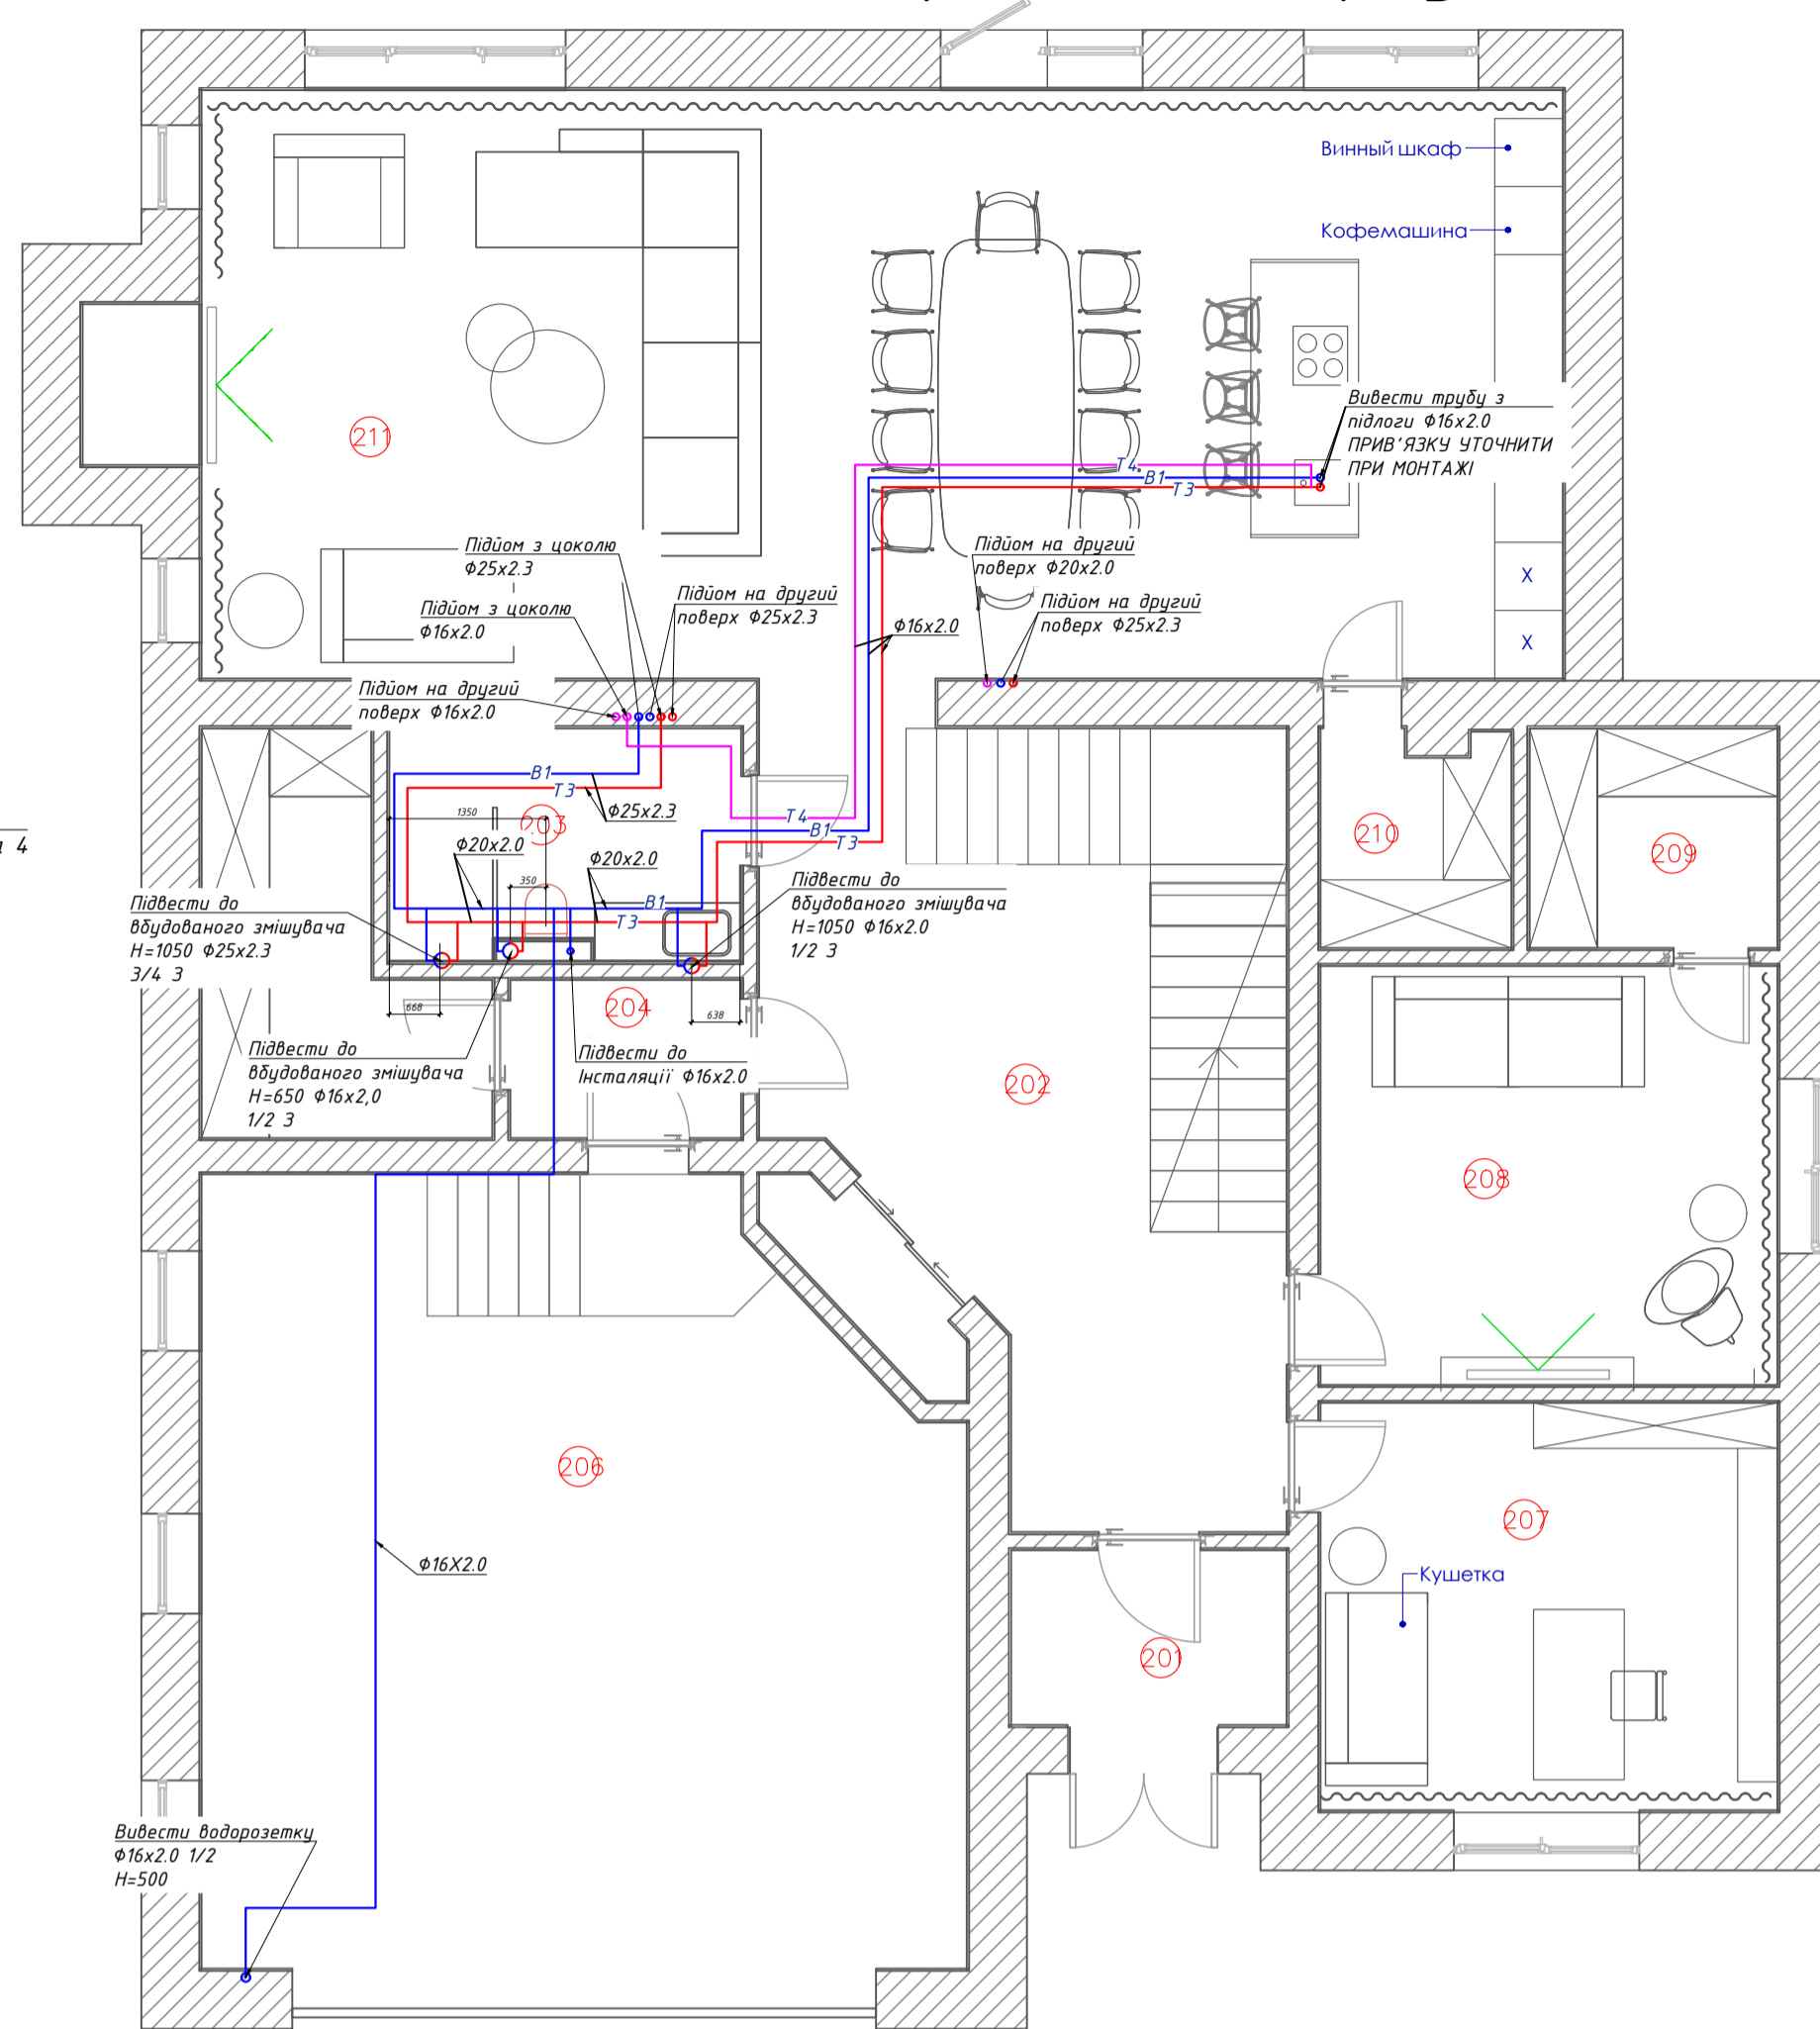 Винный шкаф
Кофемашина
Вивести трубу з
підлоги Ф16х2.0
ПРИВ'ЯЗКУ УТОЧНИТИ
ПРИ МОНТАЖІ
211
Т4
В1
Т3
Підйом з цоколю
Ф25х2.3
Підйом з цоколю
Ф16х2.0
Підйом на другий
поверх Ф25х2.3
Підйом на другий
поверх Ф20х2.0
Підйом на другий
поверх Ф25х2.3
Ф16х2.0
Х
Х
Підйом на другий
поверх Ф16х2.0
В1
Т3
Ф25х2.3
1350
203
Т4
В1
Т3
210
209
4
Ф20х2.0
Ф20х2.0
350
В1
Т3
Підвести до
вбудованого змішувача
Н=1050 Ф25х2.3
3/4 З
Підвести до
вбудованого змішувача
Н=1050 Ф16х2.0
1/2 З
668
204
638
Підвести до
вбудованого змішувача
Н=650 Ф16х2,0
1/2 З
Підвести до
Інсталяції Ф16х2.0
202
208
206
207
Ф16Х2.0
Кушетка
201
Вивести водорозетку
Ф16х2.0 1/2
Н=500